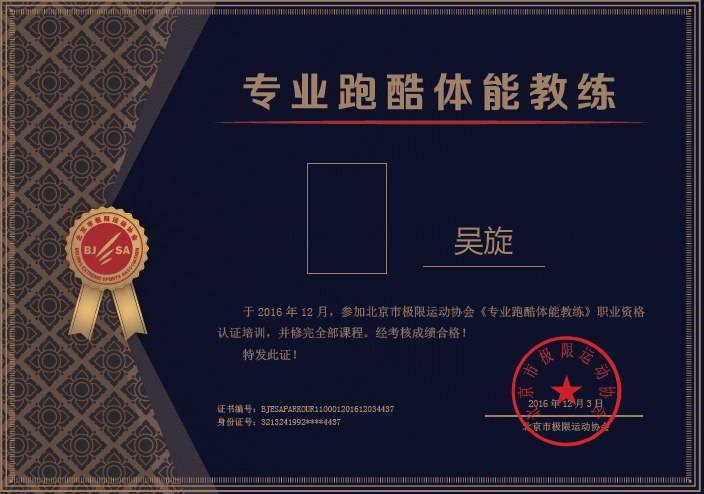 专业跑酷体能教练
吴旋
北京市极限运动协会
BJ SA
BEIJING EXTREME SPORTS ASSOCIATION
于 2016 年 12 月，参加北京市极限运动协会《专业跑酷体能教练》职业资格
认证培训，并修完全部课程。经考核成绩合格！
特发此证！
证书编号：BJESAPARKOUR110001201612034437
身份证号：3213241992****4437
北京市极限运动协会
2016 年 12 月 3 日
北京市极限运动协会